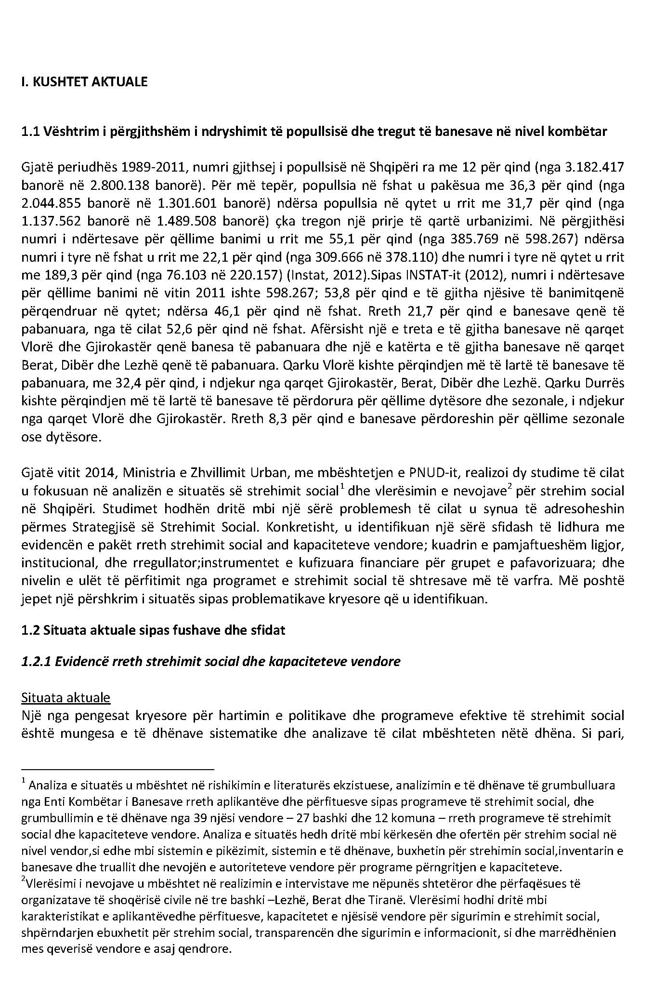 I. KUSHTET AKTUALE
1.1 Vështrim i përgjithshëm i ndryshimit të popullsisë dhe tregut të banesave në nivel kombëtar
Gjatë periudhës 1989-2011, numri gjithsej i popullsisë në Shqipëri ra me 12 për qind (nga 3.182.417
banorë në 2.800.138 banorë). Për më tepër, popullsia në fshat u pakësua me 36,3 për qind (nga
2.044.855 banorë në 1.301.601 banorë) ndërsa popullsia në qytet u rrit me 31,7 për qind (nga
1.137.562 banorë në 1.489.508 banorë) çka tregon një prirje të qartë urbanizimi. Në përgjithësi
numri i ndërtesave për qëllime banimi u rrit me 55,1 për qind (nga 385.769 në 598.267) ndërsa
numri i tyre në fshat u rrit me 22,1 për qind (nga 309.666 në 378.110) dhe numri i tyre në qytet u rrit
me 189,3 për qind (nga 76.103 në 220.157) (Instat, 2012).Sipas INSTAT-it (2012), numri i ndërtesave
për qëllime banimi në vitin 2011 ishte 598.267; 53,8 për qind e të gjitha njësive të banimitqenë
përqendruar në qytet; ndërsa 46,1 për qind në fshat. Rreth 21,7 për qind e banesave qenë të
pabanuara, nga të cilat 52,6 për qind në fshat. Afërsisht një e treta e të gjitha banesave në qarqet
Vlorë dhe Gjirokastër qenë banesa të pabanuara dhe një e katërta e të gjitha banesave në qarqet
Berat, Dibër dhe Lezhë qenë të pabanuara. Qarku Vlorë kishte përqindjen më të lartë të banesave të
pabanuara, me 32,4 për qind, i ndjekur nga qarqet Gjirokastër, Berat, Dibër dhe Lezhë. Qarku Durrës
kishte përqindjen më të lartë të banesave të përdorura për qëllime dytësore dhe sezonale, i ndjekur
nga qarqet Vlorë dhe Gjirokastër. Rreth 8,3 për qind e banesave përdoreshin për qëllime sezonale
ose dytësore.
Gjatë vitit 2014, Ministria e Zhvillimit Urban, me mbështetjen e PNUD-it, realizoi dy studime të cilat
u fokusuan në analizën e situatës së strehimit social1 dhe vlerësimin e nevojave2 për strehim social
në Shqipëri. Studimet hodhën dritë mbi një sërë problemesh të cilat u synua të adresoheshin
përmes Strategjisë së Strehimit Social. Konkretisht, u identifikuan një sërë sfidash të lidhura me
evidencën e pakët rreth strehimit social and kapaciteteve vendore; kuadrin e pamjaftueshëm ligjor,
institucional, dhe rregullator;instrumentet e kufizuara financiare për grupet e pafavorizuara; dhe
nivelin e ulët të përfitimit nga programet e strehimit social të shtresave më të varfra. Më poshtë
jepet një përshkrim i situatës sipas problematikave kryesore që u identifikuan.
1.2 Situata aktuale sipas fushave dhe sfidat
1.2.1 Evidencë rreth strehimit social dhe kapaciteteve vendore
Situata aktuale
Një nga pengesat kryesore për hartimin e politikave dhe programeve efektive të strehimit social
është mungesa e të dhënave sistematike dhe analizave të cilat mbështeten nëtë dhëna. Si pari,
1 Analiza e situatës u mbështet në rishikimin e literaturës ekzistuese, analizimin e të dhënave të grumbulluara
nga Enti Kombëtar i Banesave rreth aplikantëve dhe përfituesve sipas programeve të strehimit social, dhe
grumbullimin e të dhënave nga 39 njësi vendore – 27 bashki dhe 12 komuna – rreth programeve të strehimit
social dhe kapaciteteve vendore. Analiza e situatës hedh dritë mbi kërkesën dhe ofertën për strehim social në
nivel vendor,si edhe mbi sistemin e pikëzimit, sistemin e të dhënave, buxhetin për strehimin social,inventarin e
banesave dhe truallit dhe nevojën e autoriteteve vendore për programe përngritjen e kapaciteteve.
2Vlerësimi i nevojave u mbështet në realizimin e intervistave me nëpunës shtetëror dhe përfaqësues të
organizatave të shoqërisë civile në tre bashki –Lezhë, Berat dhe Tiranë. Vlerësimi hodhi dritë mbi
karakteristikat e aplikantëvedhe përfituesve, kapacitetet e njësisë vendore për sigurimin e strehimit social,
shpërndarjen ebuxhetit për strehim social, transparencën dhe sigurimin e informacionit, si dhe marrëdhënien
mes qeverisë vendore e asaj qendrore.